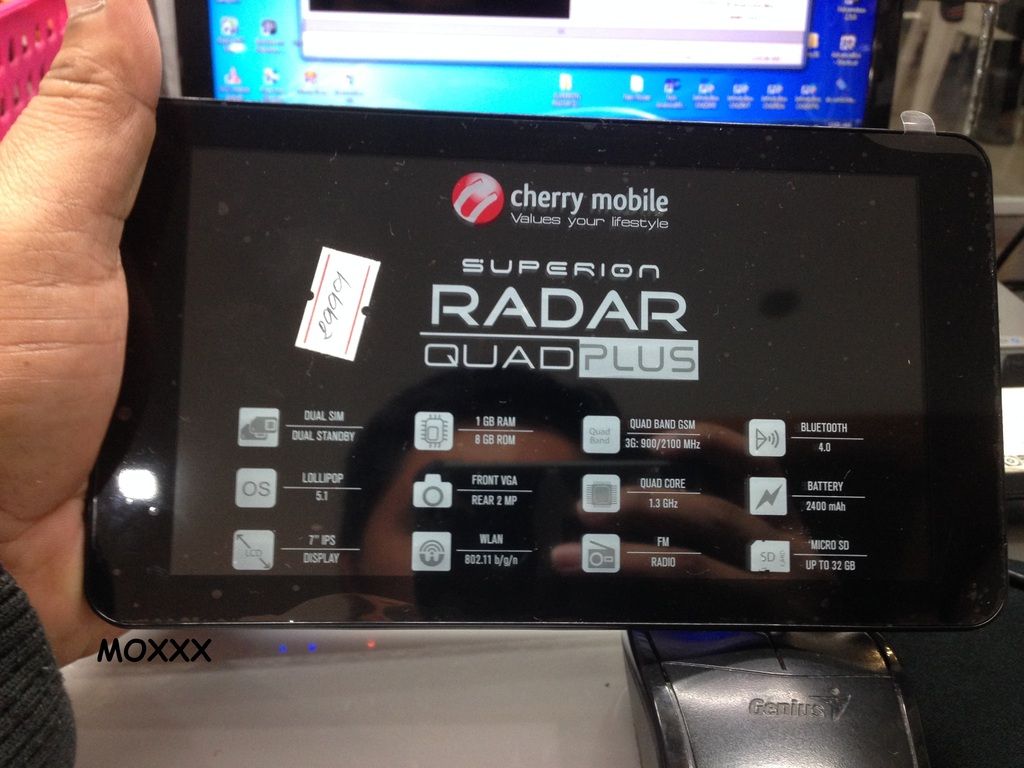 cherry mobile
Values your lifestyle
SUPERION
RADAR
QUADPLUS
2999
DUAL SIM
DUAL STANDBY
1 GB RAM
8 GB ROM
QUAD BAND GSM
3G: 900/2100 MHz
Quad
Band
BLUETOOTH
4.0
OS
LOLLIPOP
5.1
FRONT VGA
REAR 2 MP
QUAD CORE
1.3 GHz
BATTERY
2400 mAh
LCD
7" IPS
DISPLAY
WLAN
802.11 b/g/n
FM
RADIO
SD
CARD
*MICRO SD
UP TO 32 GB
MOXXX
Genius